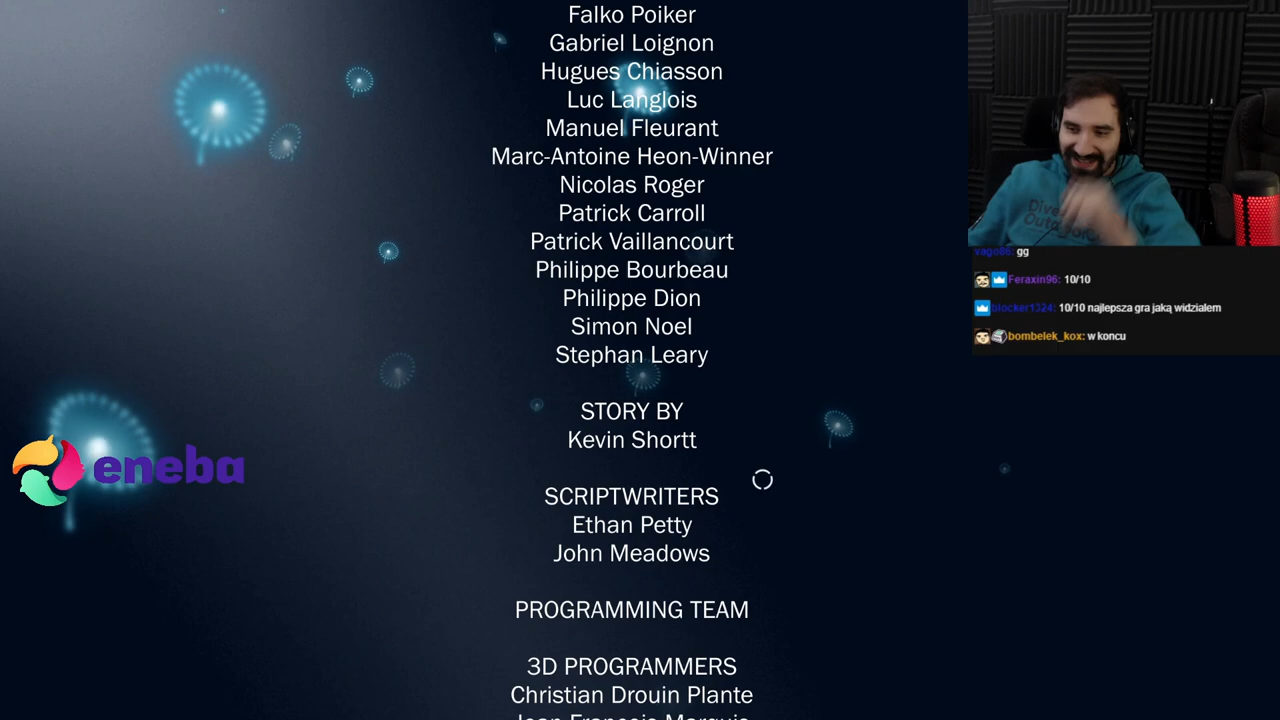 Falko Poiker
Gabriel Loignon
Hugues Chiasson
Luc Langlois
Manuel Fleurant
Marc-Antoine Heon-Winner
Nicolas Roger
Patrick Carroll
Patrick Vaillancourt
Philippe Bourbeau
Philippe Dion
Simon Noel
Stephan Leary
STORY BY
Kevin Shortt
SCRIPTWRITERS
Ethan Petty
John Meadows
PROGRAMMING TEAM
3D PROGRAMMERS
Christian Drouin Plante
eneba
vago86: gg
Feraxin96: 10/10
blocker1324: 10/10 najlepsza gra jaką widziałem
bombelek_kox: w koncu